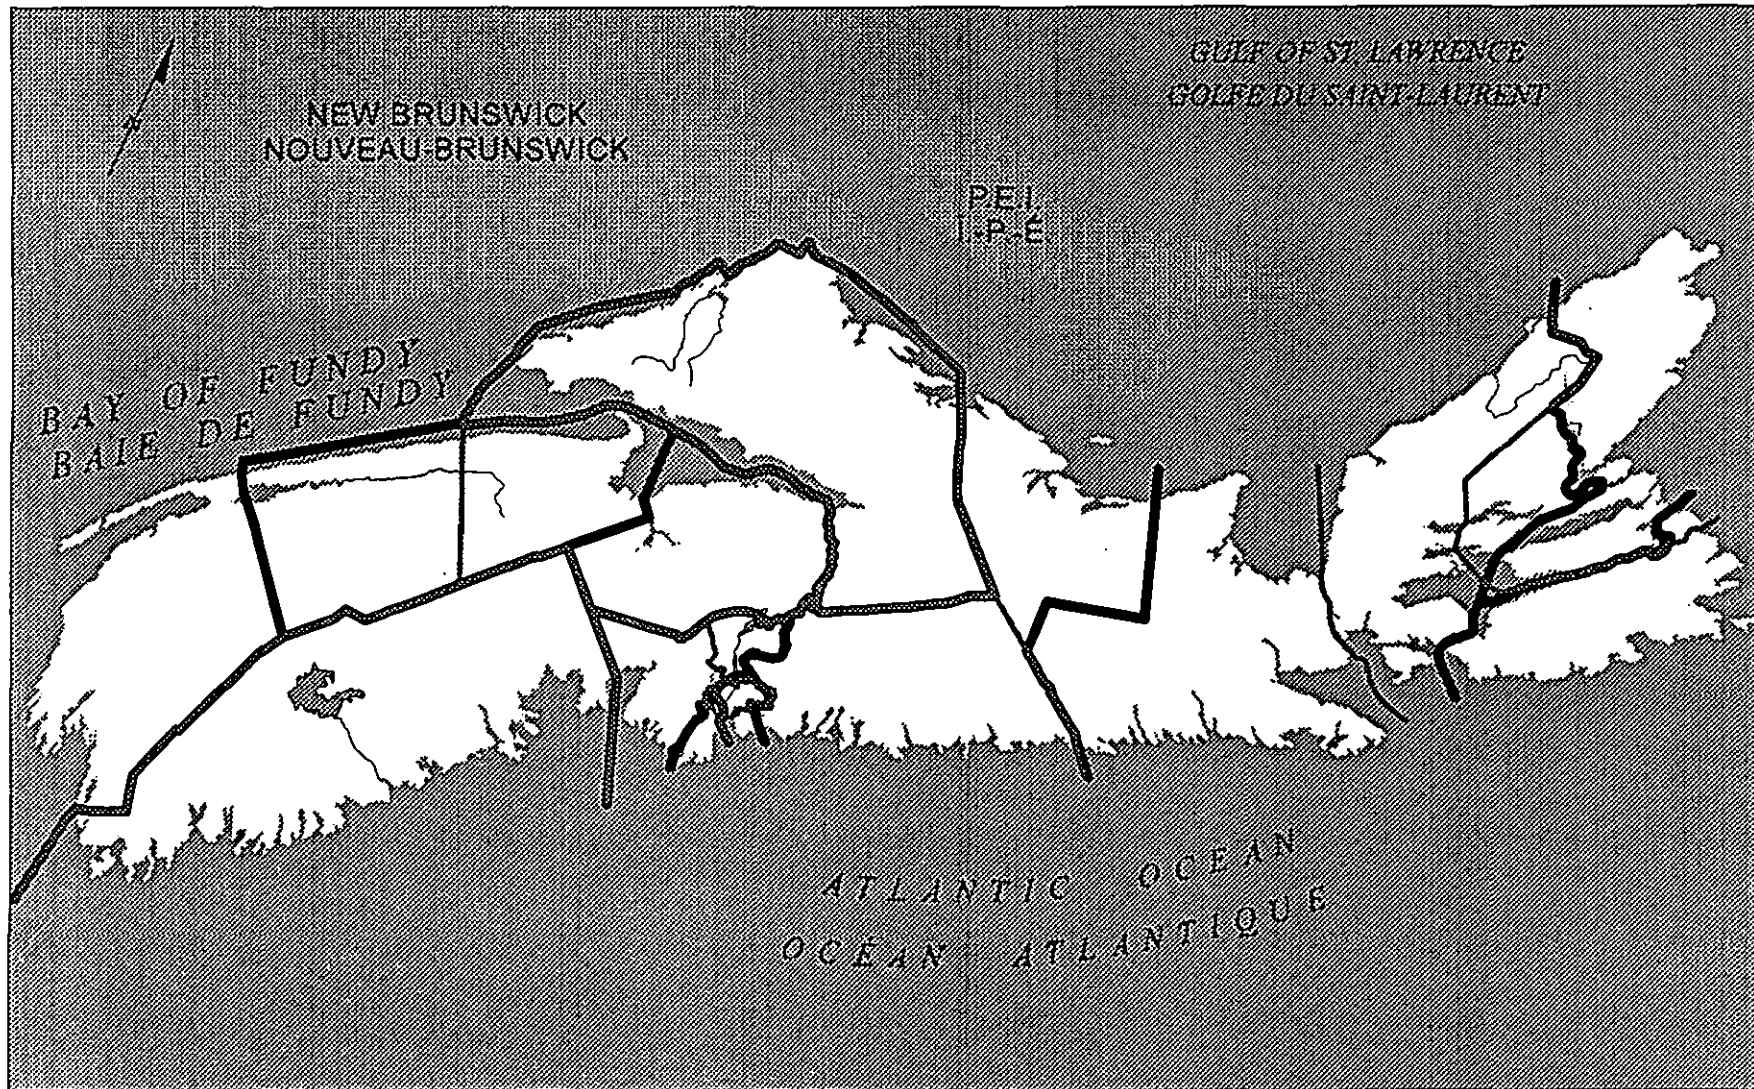 GULF OF ST. LAWRENCE
GOLFE DU SAINT-LAURENT
N
NEW BRUNSWICK
NOUVEAU-BRUNSWICK
P.E.I.
Î.-P.-É.
BAY OF FUNDY
BAIE DE FUNDY
ATLANTIC OCEAN
OCÉAN ATLANTIQUE